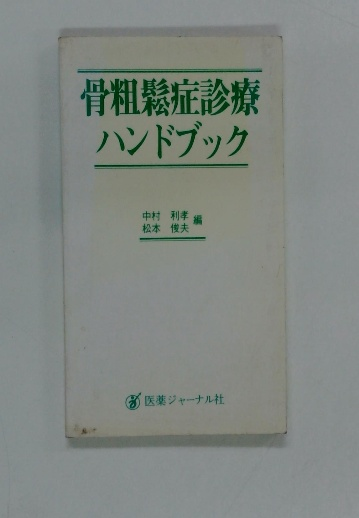 骨粗鬆症診療
ハンドブック
中村 利孝
松本 俊夫 編
医薬ジャーナル社